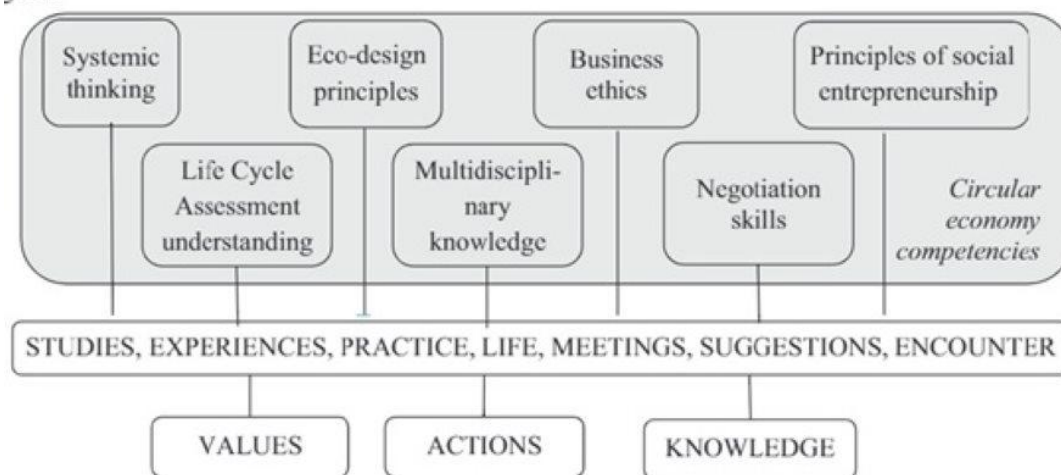 Systemic
thinking
Eco-design
principles
Business
ethics
Principles of social
entrepreneurship
Life Cycle
Assessment
understanding
Multidiscipli-
nary
knowledge
Negotiation
skills
Circular
economy
competencies
STUDIES, EXPERIENCES, PRACTICE, LIFE, MEETINGS, SUGGESTIONS, ENCOUNTER
VALUES
ACTIONS
KNOWLEDGE